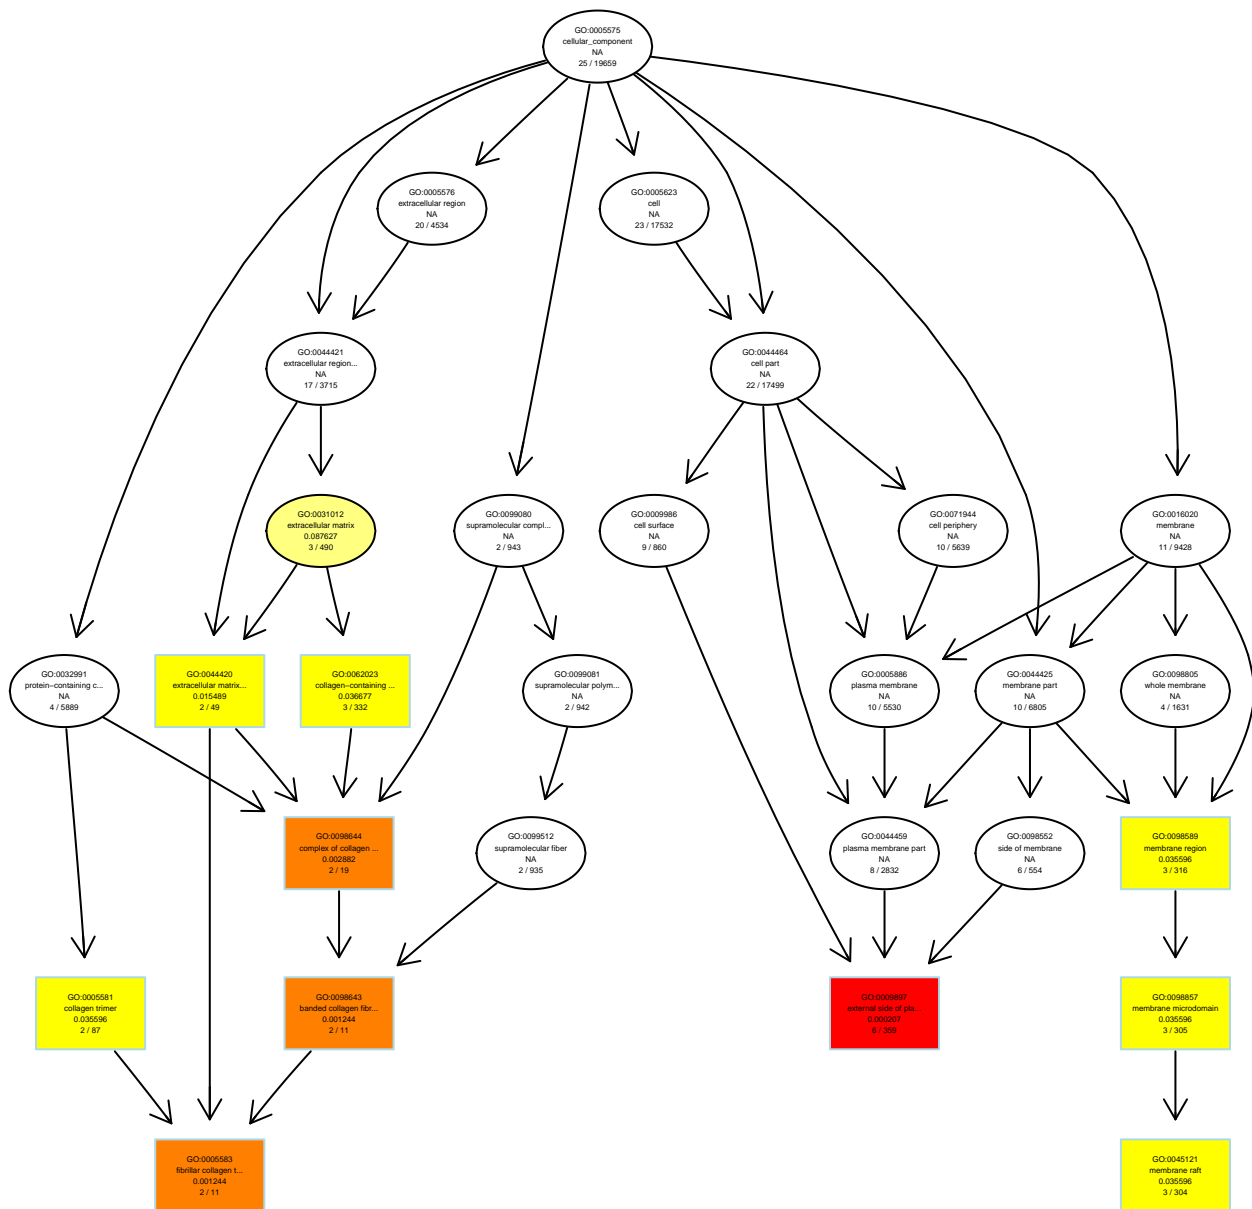 GO:0005575
cellular_component
NA
25 / 19659
GO:0005576
extracellular region
NA
20 / 4534
GO:0005623
cell
NA
23 / 17532
GO:0044421
extracellular region...
NA
17 / 3715
GO:0044464
cell part
NA
22 / 17499
GO:0031012
extracellular matrix
0.087627
3 / 490
GO:0099080
supramolecular compl...
NA
2 / 943
GO:0009986
cell surface
NA
9 / 860
GO:0071944
cell periphery
NA
10 / 5639
GO:0016020
membrane
NA
11 / 9428
GO:0032991
protein−containing c...
NA
4 / 5889
GO:0044420
extracellular matrix...
0.015489
2 / 49
GO:0062023
collagen−containing ...
0.036677
3 / 332
GO:0099081
supramolecular polym...
NA
2 / 942
GO:0005886
plasma membrane
NA
10 / 5530
GO:0044425
membrane part
NA
10 / 6805
GO:0098805
whole membrane
NA
4 / 1631
GO:0098644
complex of collagen ...
0.002882
2 / 19
GO:0099512
supramolecular fiber
NA
2 / 935
GO:0044459
plasma membrane part
NA
8 / 2832
GO:0098552
side of membrane
NA
6 / 554
GO:0098589
membrane region
0.035596
3 / 316
GO:0005581
collagen trimer
0.035596
2 / 87
GO:0098643
banded collagen fibr...
0.001244
2 / 11
GO:0009897
external side of pla...
0.000207
6 / 359
GO:0098857
membrane microdomain
0.035596
3 / 305
GO:0005583
fibrillar collagen t...
0.001244
2 / 11
GO:0045121
membrane raft
0.035596
3 / 304